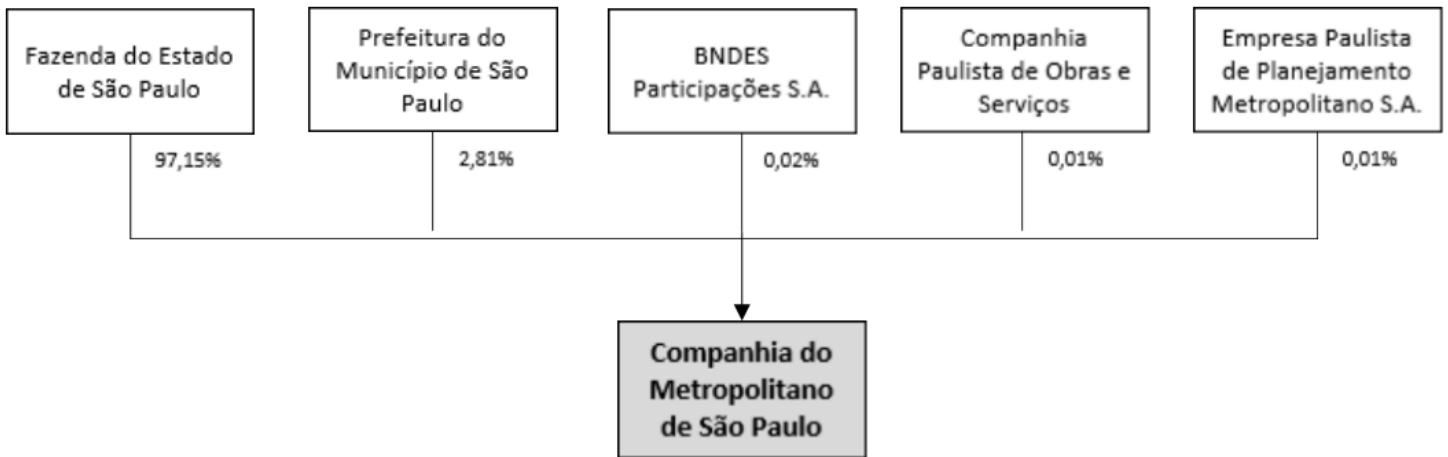 Fazenda do Estado
de São Paulo
Prefeitura do
Município de São
Paulo
BNDES
Participações S.A.
Companhia
Paulista de Obras e
Serviços
Empresa Paulista
de Planejamento
Metropolitano S.A.
97,15%
2,81%
0,02%
0,01%
0,01%
Companhia do
Metropolitano
de São Paulo